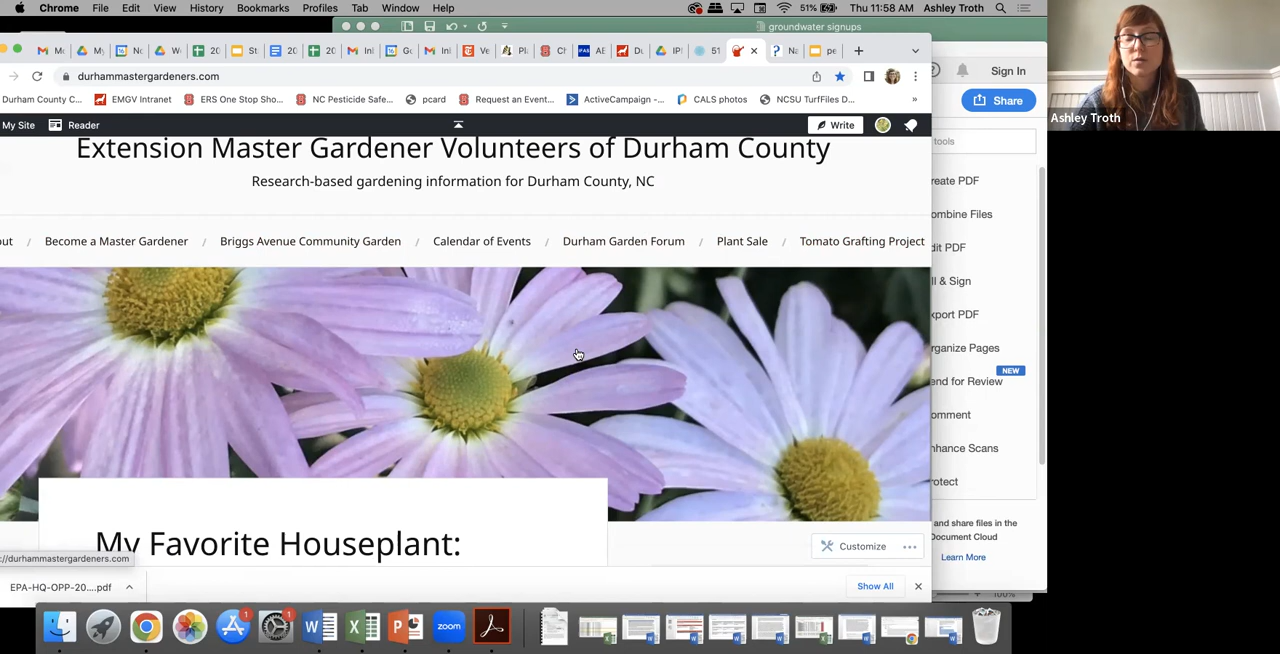 Chrome File Edit View History Bookmarks Profiles Tab Window Help 51% Thu 11:58 AM Ashley Troth
groundwater signups
durhammastergardeners.com
Sign In
Durham County C... EMGV Intranet ERS One Stop Sho... NC Pesticide Safe... pcard Request an Event... ActiveCampaign -... CALS photos NCSU TurfFiles D... »
Share
My Site Reader Write
Ashley Troth
tools
Extension Master Gardener Volunteers of Durham County
Research-based gardening information for Durham County, NC
reate PDF
ombine Files
out / Become a Master Gardener / Briggs Avenue Community Garden / Calendar of Events / Durham Garden Forum / Plant Sale / Tomato Grafting Project
dit PDF
ll & Sign
xport PDF
rganize Pages
NEW
end for Review
omment
nhance Scans
rotect
My Favorite Houseplant:
Customize
and share files in the
Document Cloud
Learn More
://durhammastergardeners.com
EPA-HQ-OPP-20....pdf
Show All
100%
zoom